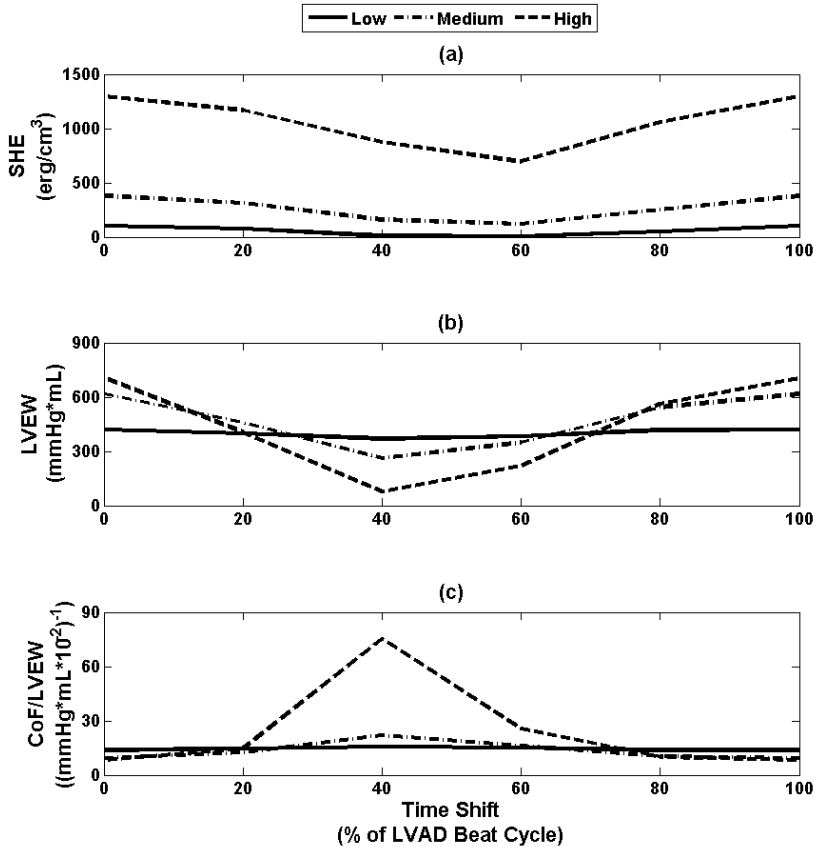 Low Medium High
(a)
SHE
(erg/cm³)
1500
1000
500
0
0 20 40 60 80 100
(b)
LVEW
(mmHg*mL)
900
600
300
0
0 20 40 60 80 100
(c)
CoF/LVEW
((mmHg*mL*10⁻²)⁻¹
90
60
30
0
0 20 40 60 80 100
Time Shift
(% of LVAD Beat Cycle)